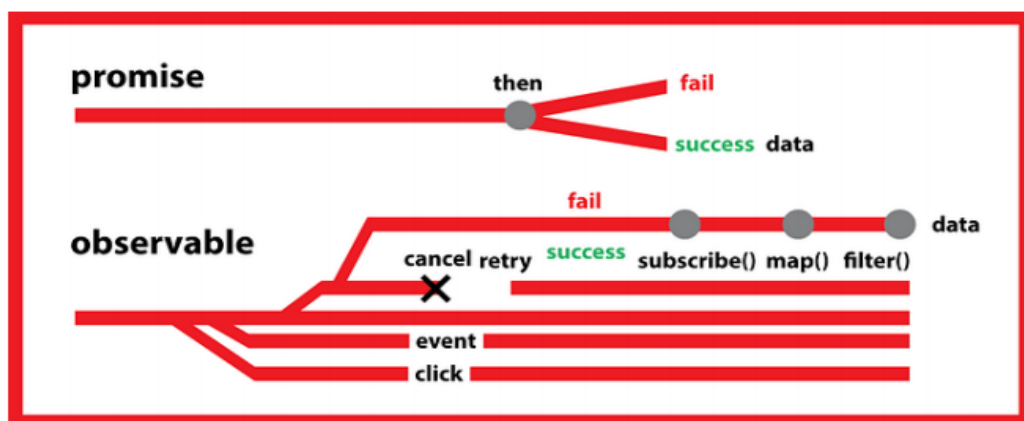 promise
then
fail
success data
fail
observable
data
cancel retry success subscribe() map() filter()
event
click